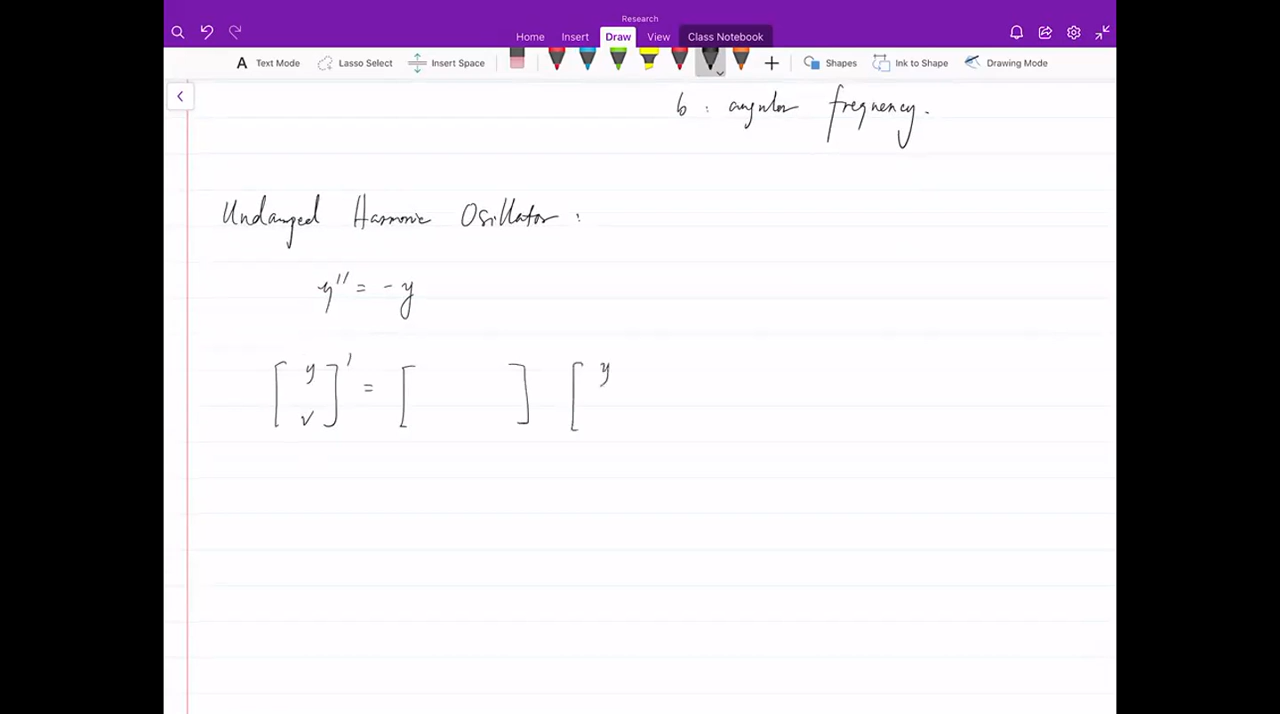 Research
Home Insert Draw View Class Notebook
A Text Mode Lasso Select Insert Space Shapes Ink to Shape Drawing Mode
b : angular frequency.
Undamped Harmonic Osillator :
y'' = - y
[ y v ]' = [ ] [ y